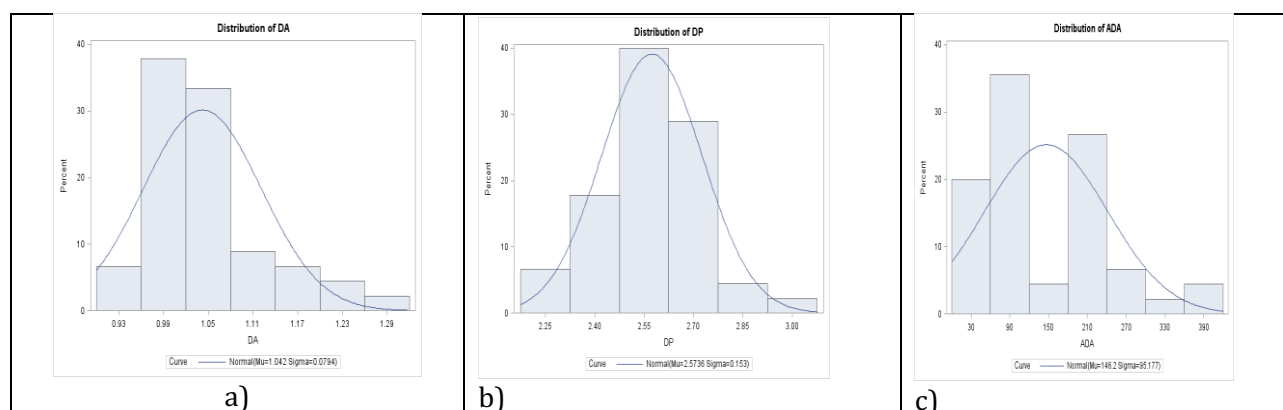 Distribution of DA
40
30
20
10
0
Percent
0.93 0.99 1.05 1.11 1.17 1.23 1.29
DA
Curve Normal(Mu=1.042 Sigma=0.0794)
a)
Distribution of DP
40
30
20
10
0
Percent
2.25 2.40 2.55 2.70 2.85 3.00
DP
Curve Normal(Mu=2.5736 Sigma=0.153)
b)
Distribution of ADA
40
30
20
10
0
Percent
30 90 150 210 270 330 390
ADA
Curve Normal(Mu=146.2 Sigma=95.177)
c)